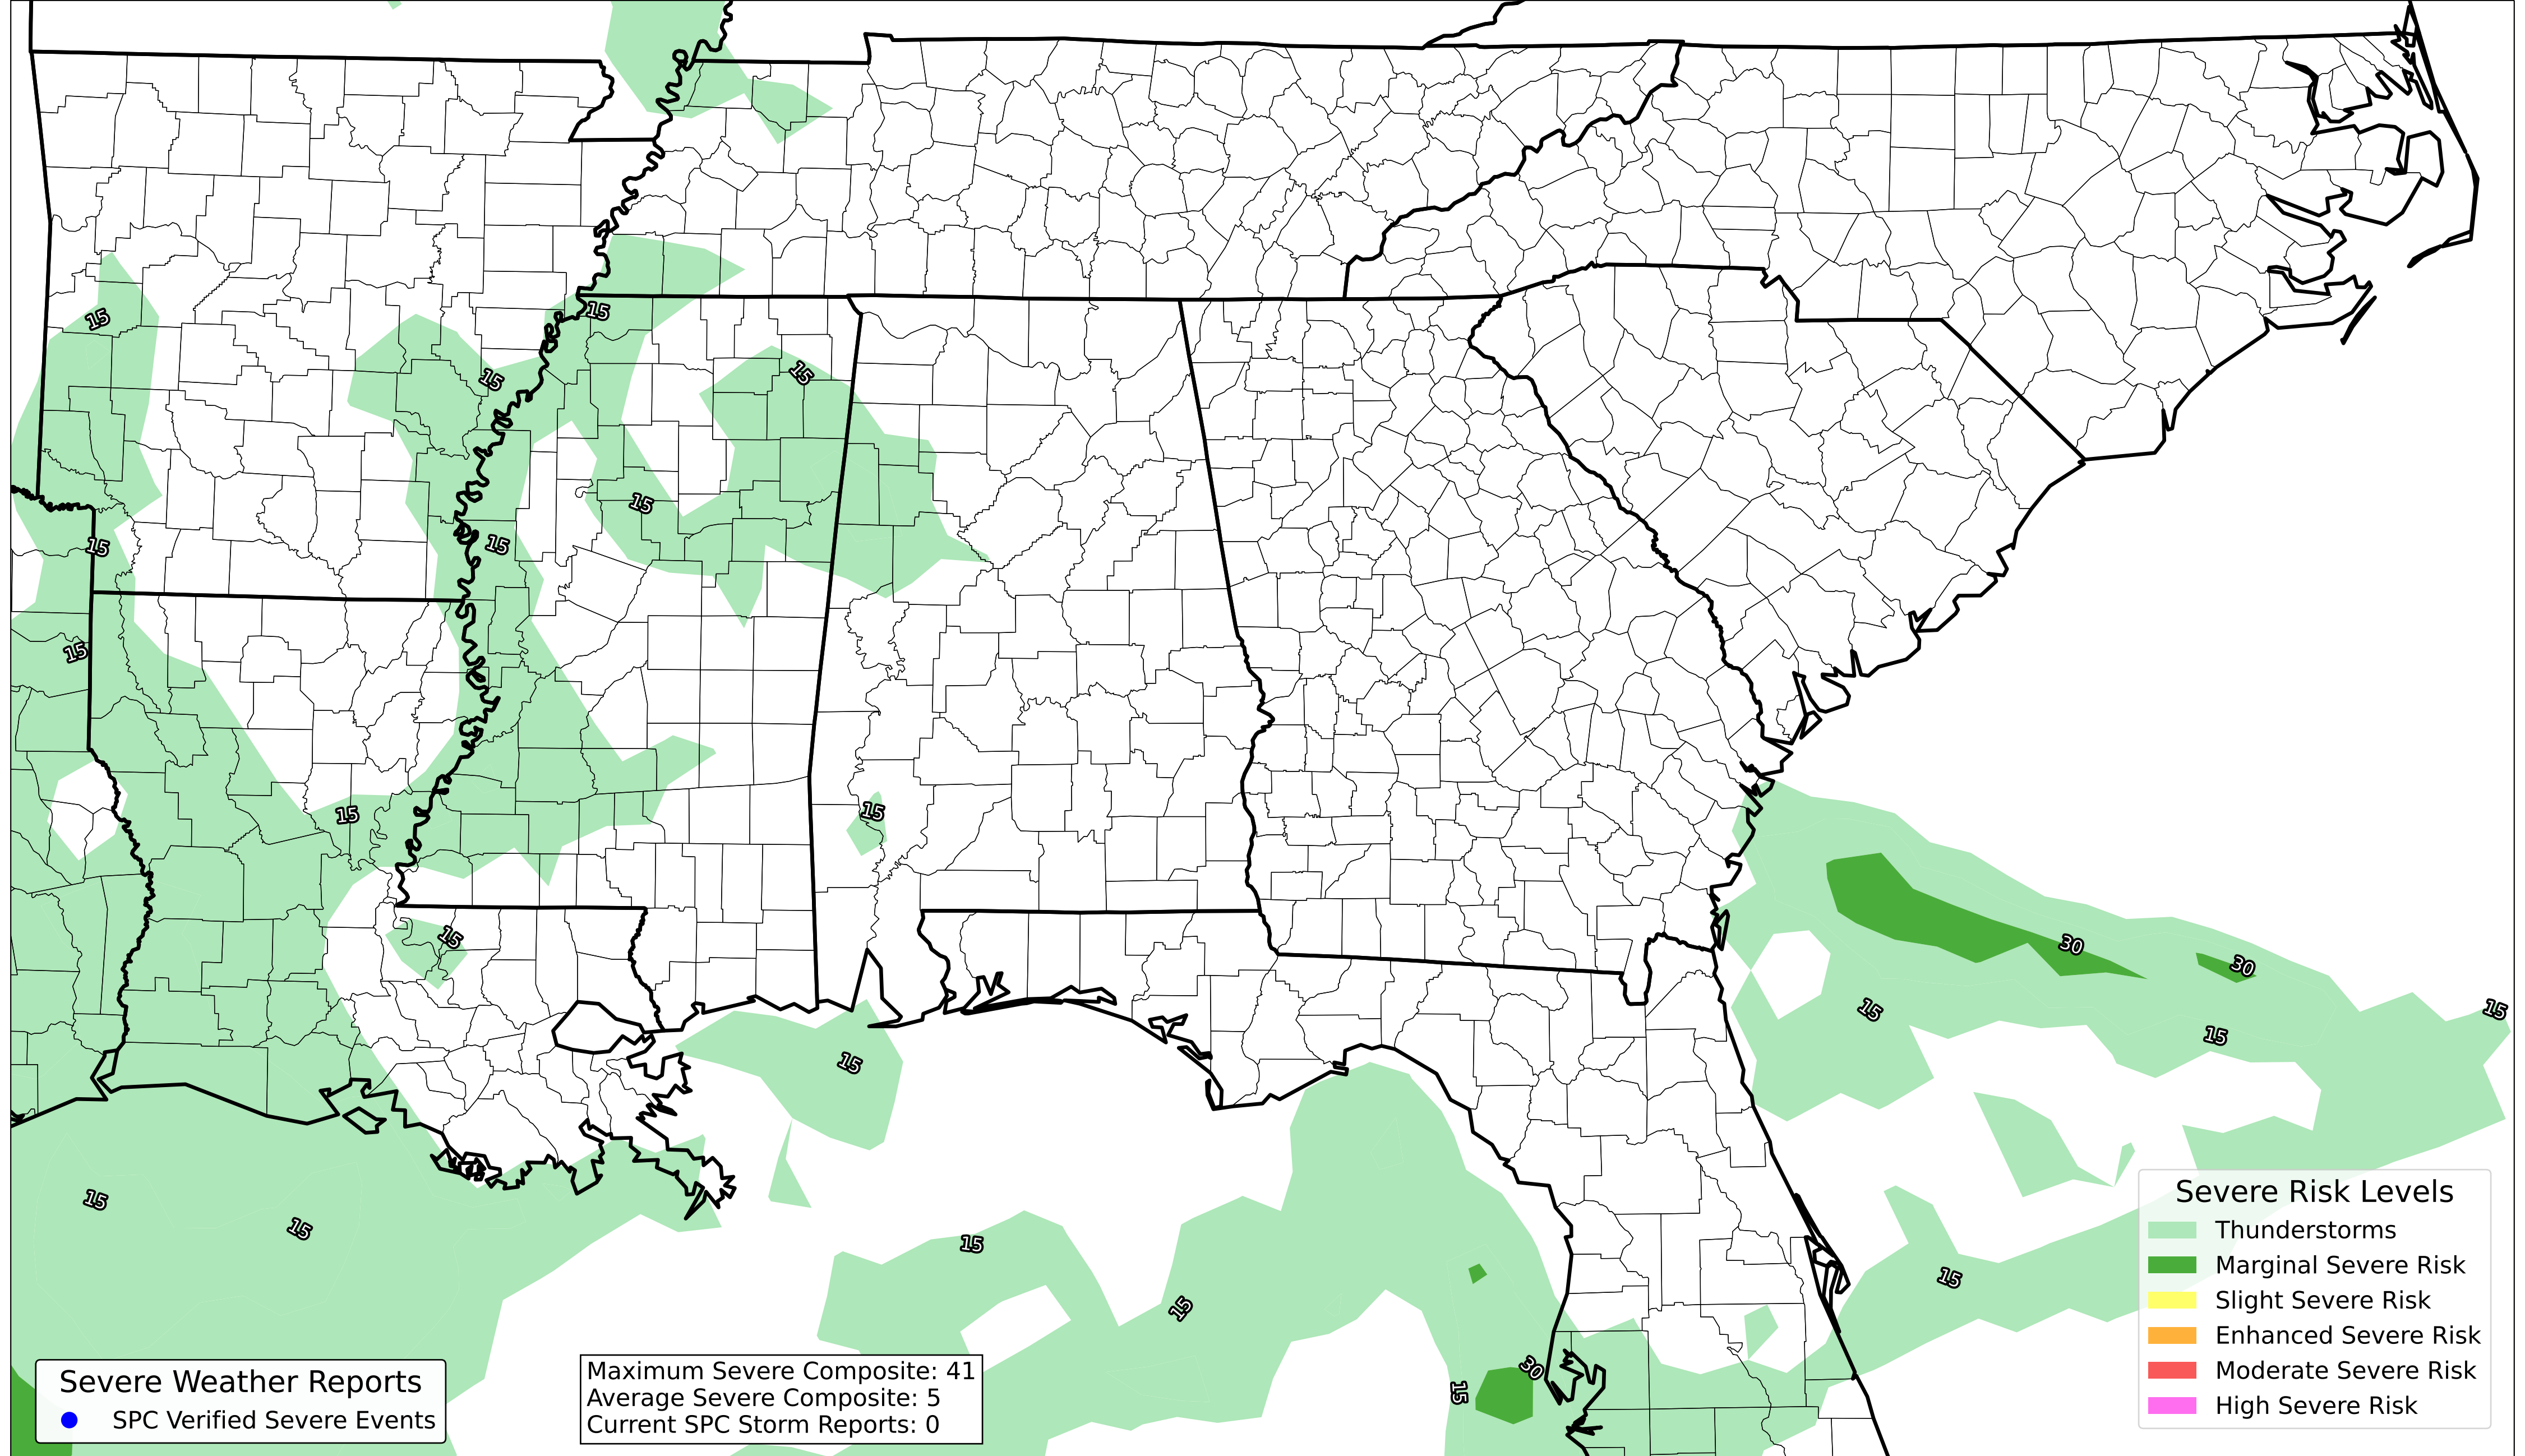 15
15
15
15
15
15
15
15
15
15
15
30
30
15
15
15
15
15
15
15
15
15
30
15
Severe Risk Levels
Thunderstorms
Marginal Severe Risk
Slight Severe Risk
Enhanced Severe Risk
Moderate Severe Risk
High Severe Risk
Severe Weather Reports
SPC Verified Severe Events
Maximum Severe Composite: 41
Average Severe Composite: 5
Current SPC Storm Reports: 0